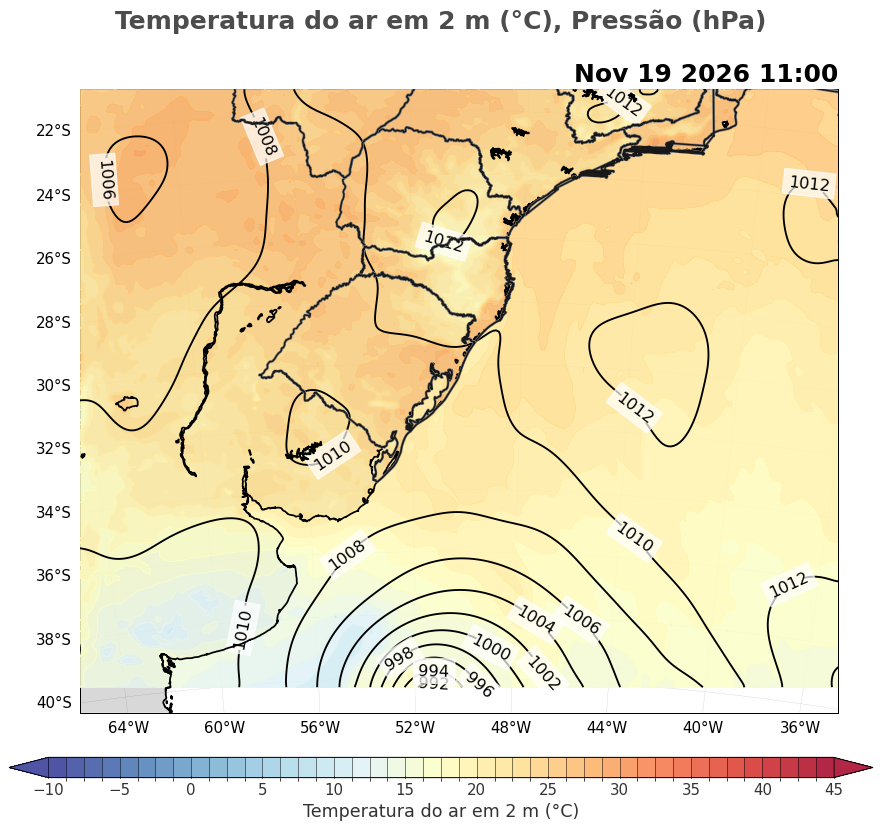 Temperatura do ar em 2 m (°C), Pressão (hPa)
Nov 19 2026 11:00
1012
22°S
1008
1006
1012
24°S
1012
26°S
28°S
30°S
1012
32°S
1010
34°S
1008
1010
36°S
1012
1010
1004
1006
38°S
998
1000
994
1002
992
996
40°S
64°W 60°W 56°W 52°W 48°W 44°W 40°W 36°W
−10 −5 0 5 10 15 20 25 30 35 40 45
Temperatura do ar em 2 m (°C)